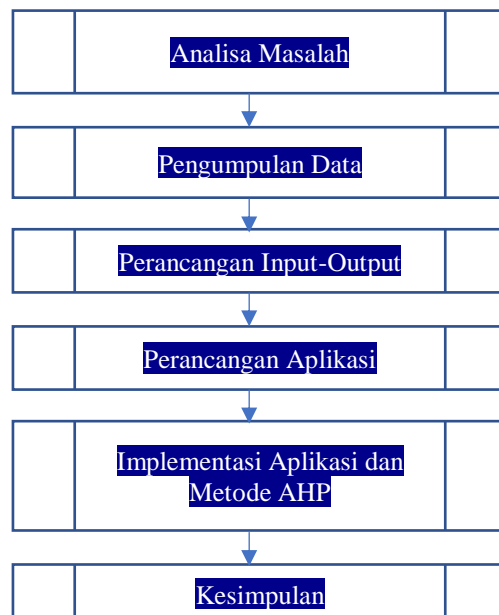 Analisa Masalah
Pengumpulan Data
Perancangan Input-Output
Perancangan Aplikasi
Implementasi Aplikasi dan
Metode AHP
Kesimpulan